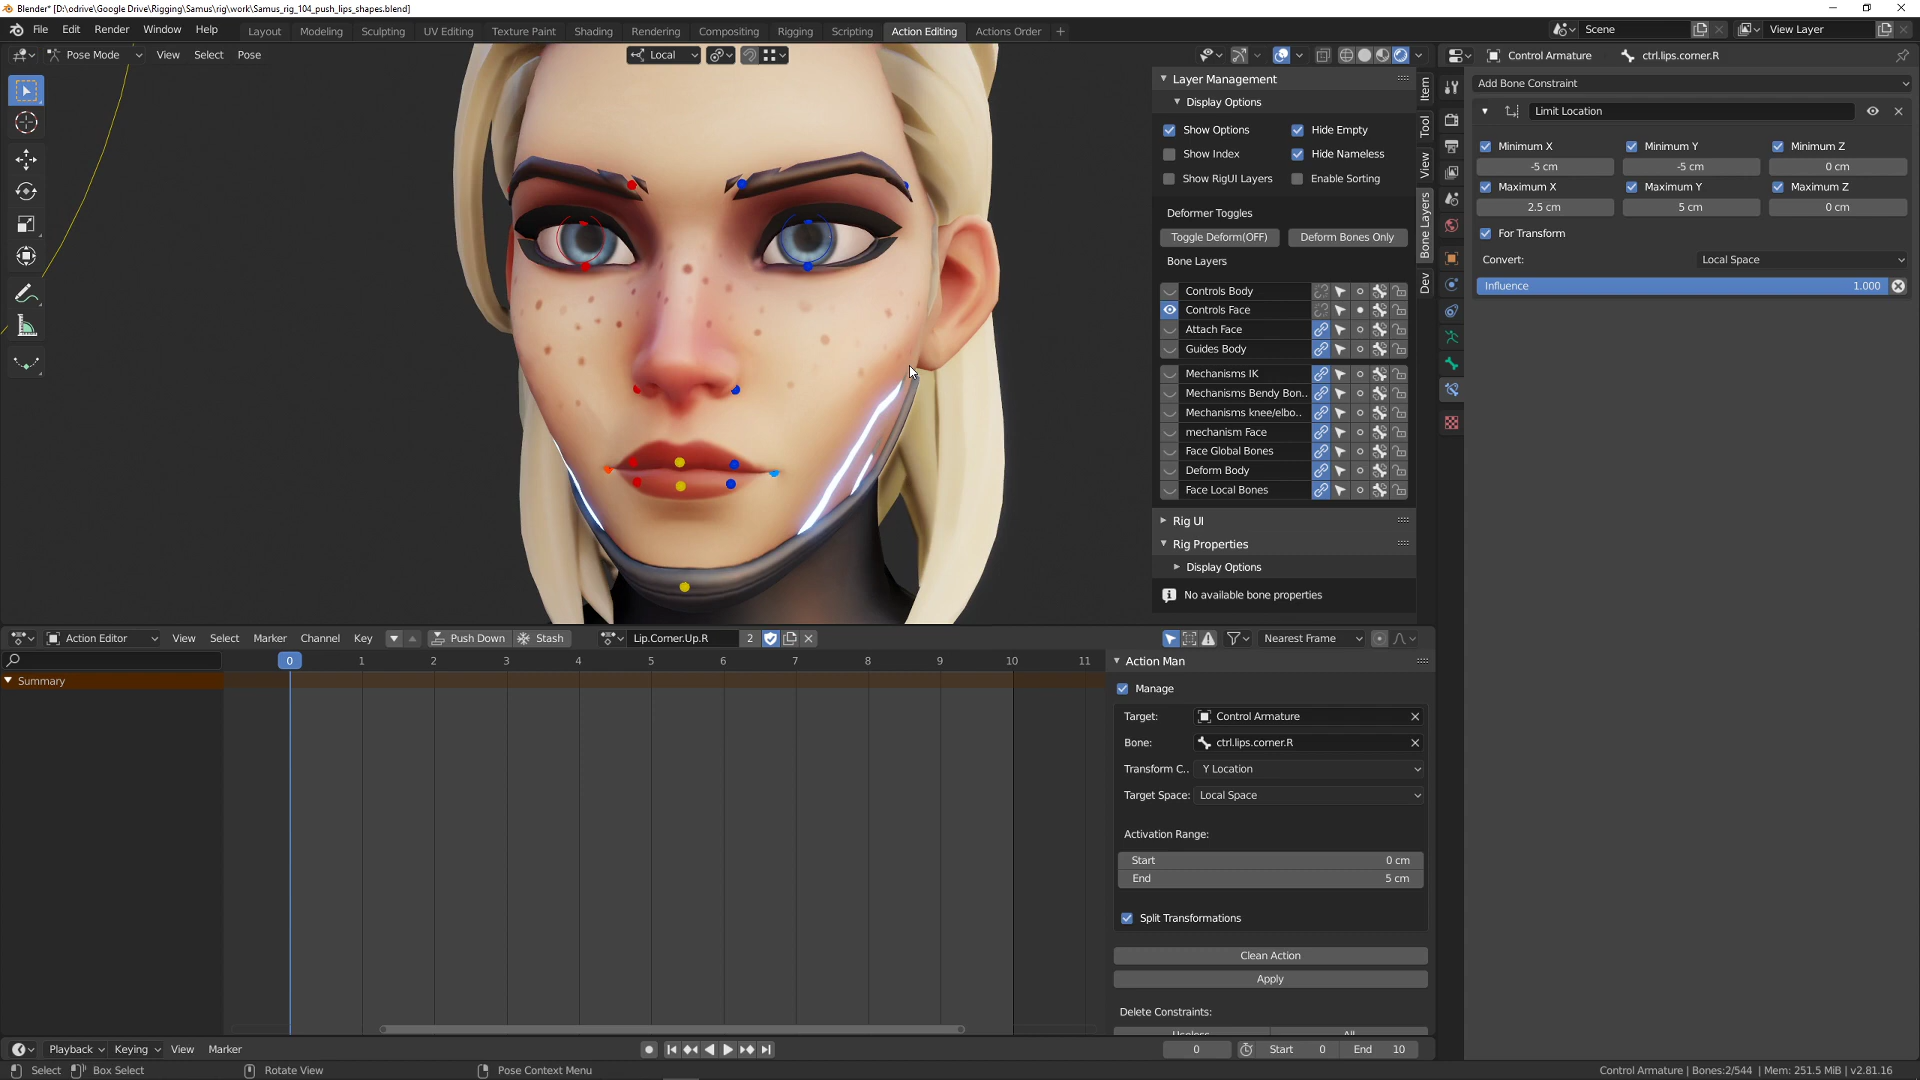 Blender* [D:\odrive\Google Drive\Rigging\Samus\rig\work\Samus_rig_104_push_lips_shapes.blend]
File Edit Render Window Help Layout Modeling Sculpting UV Editing Texture Paint Shading Rendering Compositing Rigging Scripting Action Editing Actions Order + Scene View Layer
Pose Mode View Select Pose Local
Control Armature ctrl.lips.corner.R
Layer Management
Display Options
Show Options Hide Empty
Show Index Hide Nameless
Show RigUI Layers Enable Sorting
Deformer Toggles
Toggle Deform(OFF) Deform Bones Only
Bone Layers
Controls Body
Controls Face
Attach Face
Guides Body
Mechanisms IK
Mechanisms Bendy Bon..
Mechanisms knee/elbo..
mechanism Face
Face Global Bones
Deform Body
Face Local Bones
Rig UI
Rig Properties
Display Options
No available bone properties
Item
Tool
View
Bone Layers
Dev
Add Bone Constraint
Limit Location
Minimum X Minimum Y Minimum Z
-5 cm -5 cm 0 cm
Maximum X Maximum Y Maximum Z
2.5 cm 5 cm 0 cm
For Transform
Convert: Local Space
Influence 1.000
Action Editor View Select Marker Channel Key Push Down Stash Lip.Corner.Up.R 2 Nearest Frame
0 1 2 3 4 5 6 7 8 9 10 11
Summary
Action Man
Manage
Target: Control Armature
Bone: ctrl.lips.corner.R
Transform C.. Y Location
Target Space: Local Space
Activation Range:
Start 0 cm
End 5 cm
Split Transformations
Clean Action
Apply
Delete Constraints:
Useless All
Playback Keying View Marker 0 Start 0 End 10
Select Box Select Rotate View Pose Context Menu Control Armature | Bones:2/544 | Mem: 251.5 MiB | v2.81.16